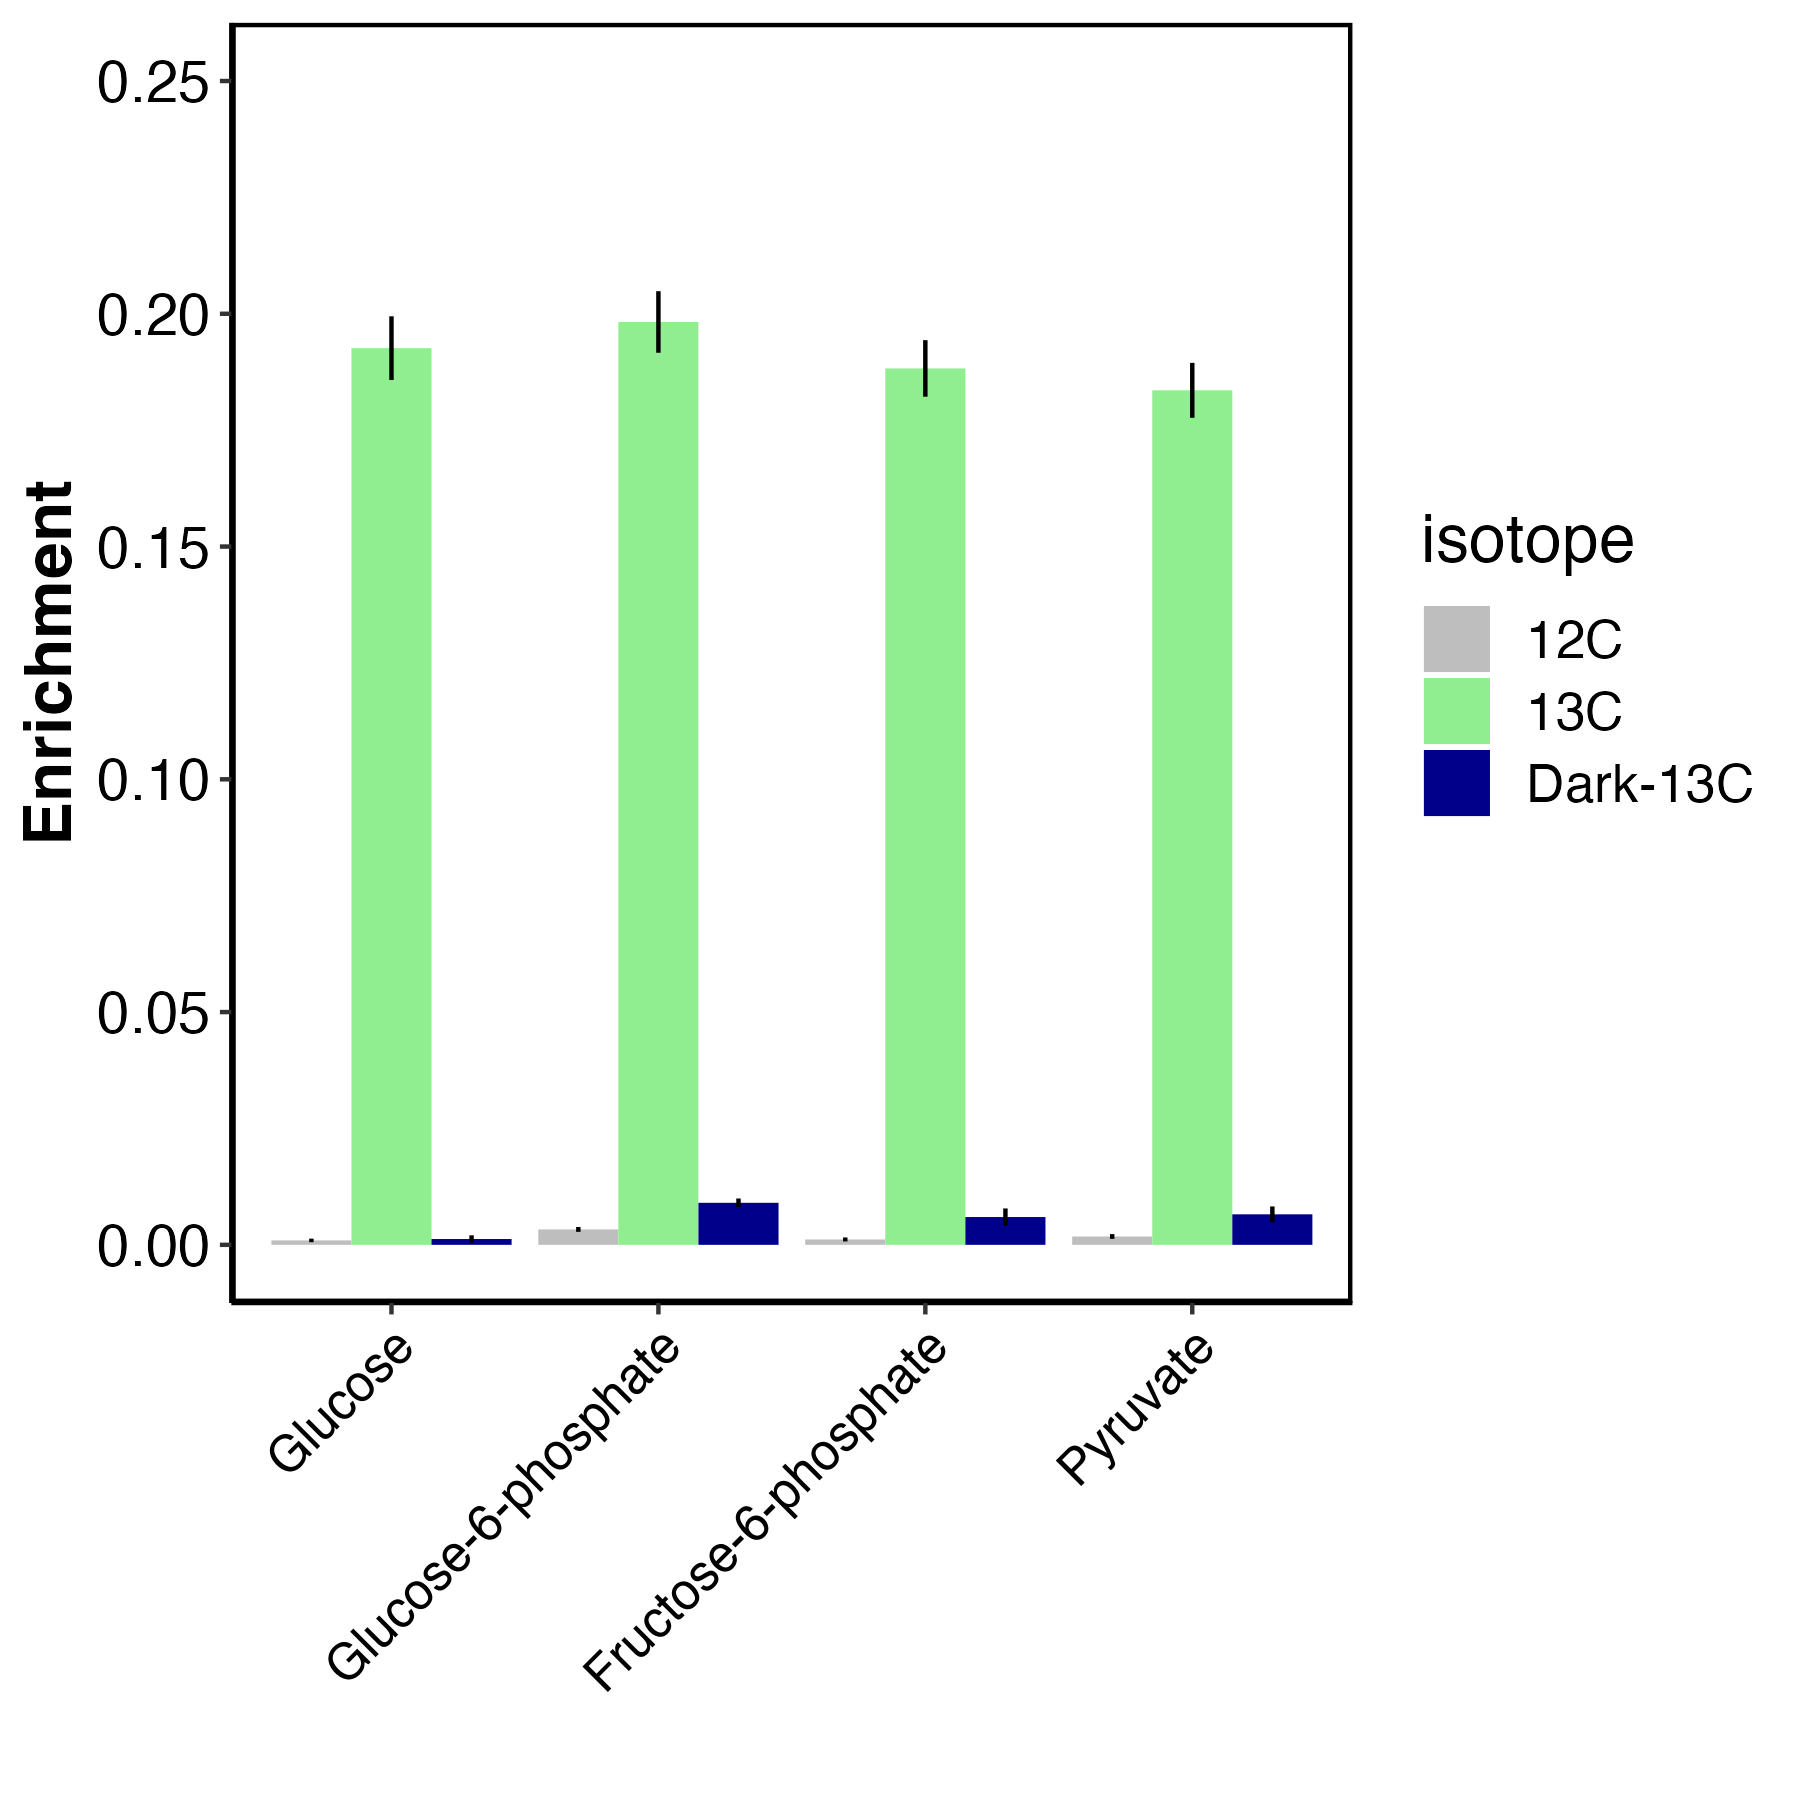 Enrichment
0.25
0.20
0.15
0.10
0.05
0.00
Glucose
Glucose-6-phosphate
Fructose-6-phosphate
Pyruvate
isotope
12C
13C
Dark-13C